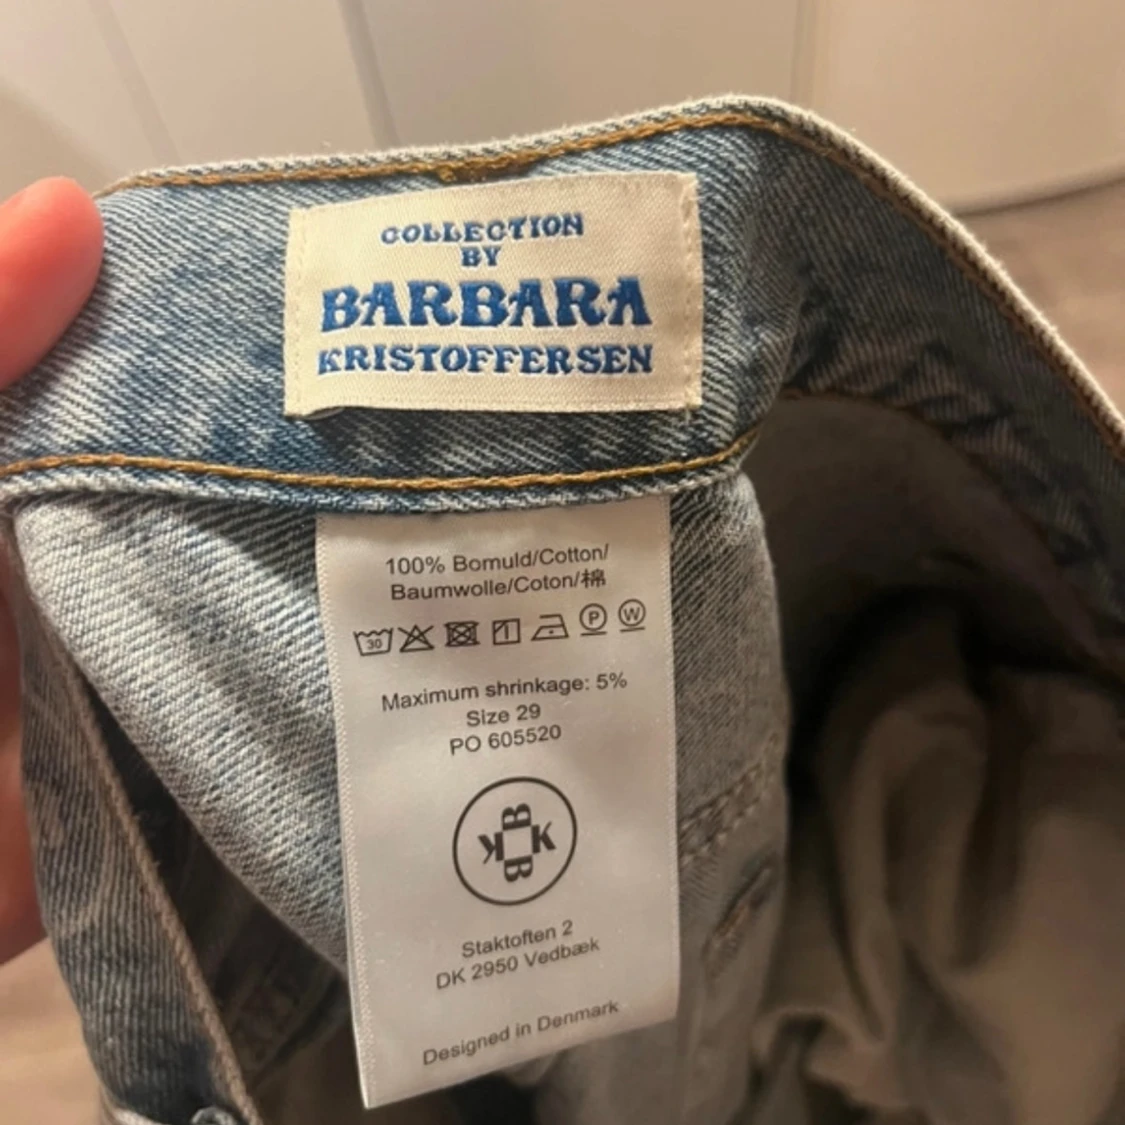 COLLECTION
BY
BARBARA
KRISTOFFERSEN
100% Bomuld/Cotton/
Baumwolle/Coton/棉
30 P W
Maximum shrinkage: 5%
Size 29
PO 605520
B
K K
B
Staktoften 2
DK 2950 Vedbæk
Designed in Denmark